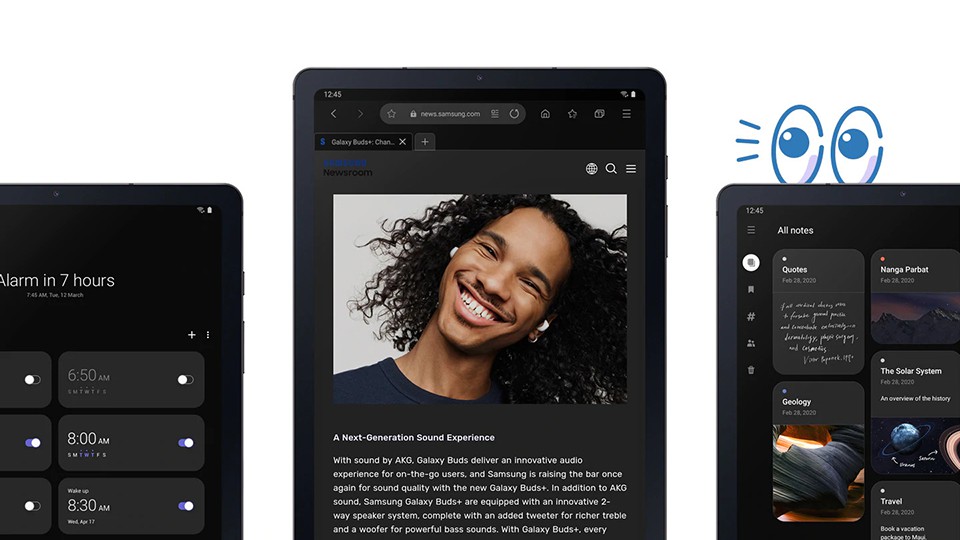 Alarm in 7 hours
7:45 AM, Tue, 12 March
6:50 AM
S M T W T F S
8:00 AM
S M T W T F S
Wake up
8:30 AM
Wed, Apr 17
12:45
news.samsung.com
S Galaxy Buds+: Chan...
SAMSUNG
Newsroom
A Next-Generation Sound Experience
With sound by AKG, Galaxy Buds deliver an innovative audio
experience for on-the-go users, and Samsung is raising the bar once
again for sound quality with the new Galaxy Buds+. In addition to AKG
sound, Samsung Galaxy Buds+ are equipped with an innovative 2-
way speaker system, complete with an added tweeter for richer treble
and a woofer for powerful bass sounds. With Galaxy Buds+, every
12:45
All notes
Quotes
Feb 28, 2020
Nanga Parbat
Feb 28, 2020
The Solar System
Feb 28, 2020
An overview of the history
Uranus
Saturn
Geology
Feb 28, 2020
Travel
Feb 28, 2020
Book a vacation
package to Maui.